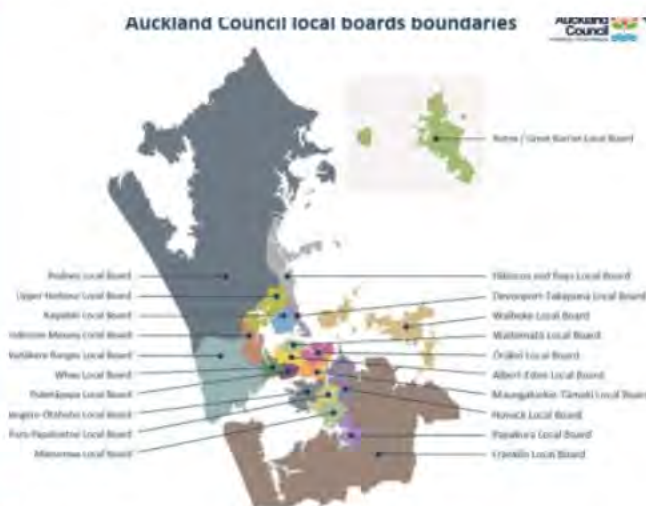 Auckland Council local boards boundaries
Auckland
Council
Aotea / Great Barrier Local Board
Rodney Local Board
Upper Harbour Local Board
Kaipātiki Local Board
Henderson-Massey Local Board
Waitākere Ranges Local Board
Whau Local Board
Puketāpapa Local Board
Māngere-Ōtāhuhu Local Board
Ōtara-Papatoetoe Local Board
Manurewa Local Board
Hibiscus and Bays Local Board
Devonport-Takapuna Local Board
Waiheke Local Board
Waitematā Local Board
Ōrākei Local Board
Albert-Eden Local Board
Maungakiekie-Tāmaki Local Board
Howick Local Board
Papakura Local Board
Franklin Local Board